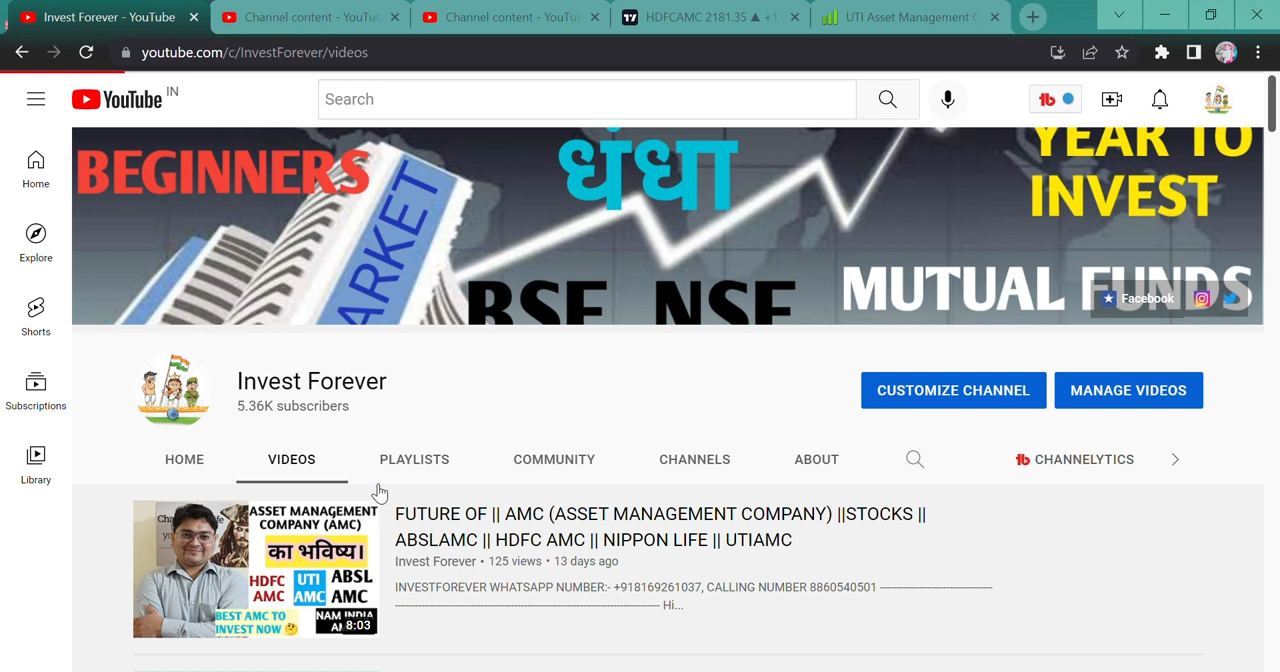 Invest Forever - YouTube
Channel content - YouTu
Channel content - YouTu
HDFCAMC 2181.35 ▲ +1
UTI Asset Management C
youtube.com/c/InvestForever/videos
YouTube IN
Search
BEGINNERS
MARKET
धंधा
BSE NSE
YEAR TO
INVEST
MUTUAL FUNDS
Facebook
Home
Explore
Shorts
Subscriptions
Library
Invest Forever
5.36K subscribers
CUSTOMIZE CHANNEL
MANAGE VIDEOS
HOME
VIDEOS
PLAYLISTS
COMMUNITY
CHANNELS
ABOUT
CHANNELYTICS
ASSET MANAGEMENT
COMPANY (AMC)
का भविष्य।
HDFC
AMC
UTI
AMC
ABSL
AMC
BEST AMC TO
INVEST NOW
NAM INDIA
8:03
FUTURE OF || AMC (ASSET MANAGEMENT COMPANY) ||STOCKS ||
ABSLAMC || HDFC AMC || NIPPON LIFE || UTIAMC
Invest Forever • 125 views • 13 days ago
INVESTFOREVER WHATSAPP NUMBER:- +918169261037, CALLING NUMBER 8860540501 ----------------------------
------------------------------------------------------------------- Hi...